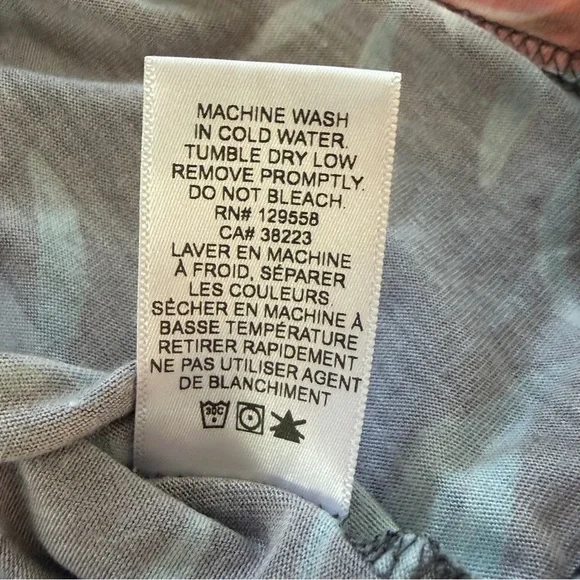 MACHINE WASH
IN COLD WATER.
TUMBLE DRY LOW
REMOVE PROMPTLY.
DO NOT BLEACH.
RN# 129558
CA# 38223
LAVER EN MACHINE
À FROID, SÉPARER
LES COULEURS,
SÉCHER EN MACHINE À
BASSE TEMPÉRATURE
RETIRER RAPIDEMENT
NE PAS UTILISER AGENT
DE BLANCHIMENT
30C